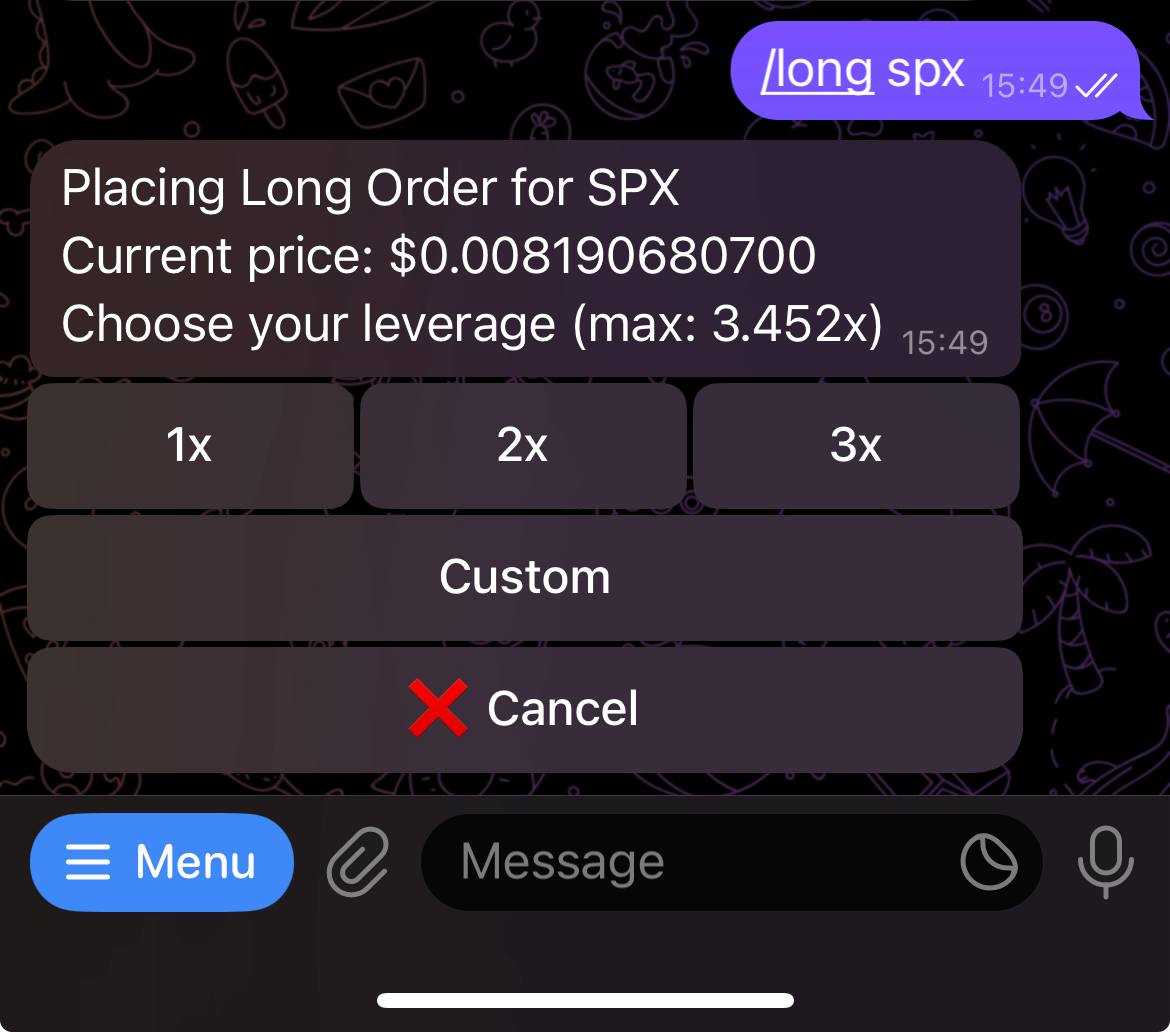 /long spx 15:49
Placing Long Order for SPX
Current price: $0.008190680700
Choose your leverage (max: 3.452x) 15:49
1x 2x 3x
Custom
❌ Cancel
Menu Message